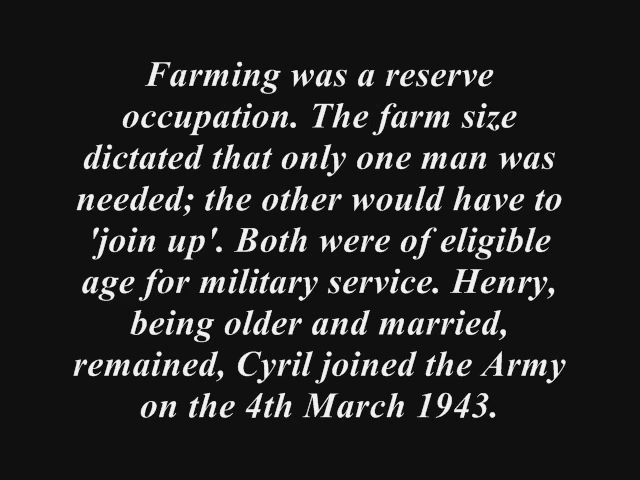 Farming was a reserve
occupation. The farm size
dictated that only one man was
needed; the other would have to
'join up'. Both were of eligible
age for military service. Henry,
being older and married,
remained, Cyril joined the Army
on the 4th March 1943.